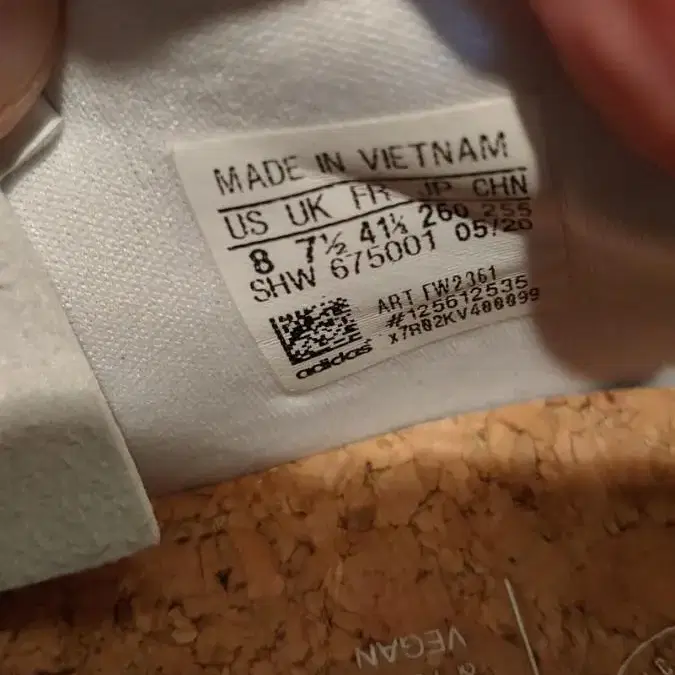 MADE IN VIETNAM
US UK FR JP CHN
8 7½ 41⅓ 260 255
SHW 675001 05/20
ART FW2361
#125612535
X7R02KV400099
adidas
VEGAN